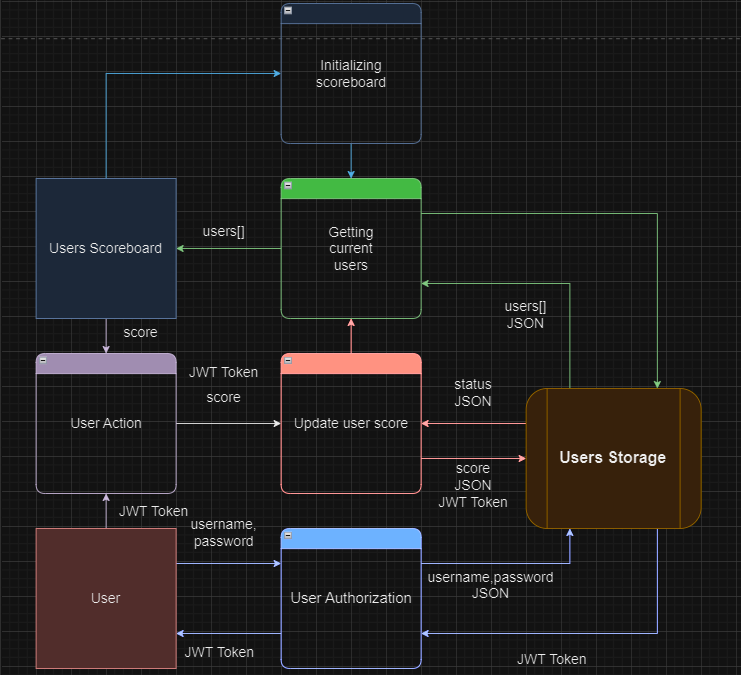 Initializing
scoreboard
Users Scoreboard
users[]
Getting
current
users
users[]
JSON
score
JWT Token
score
status
JSON
User Action
Update user score
Users Storage
score
JSON
JWT Token
JWT Token
username,
password
User
User Authorization
username,password
JSON
JWT Token
JWT Token